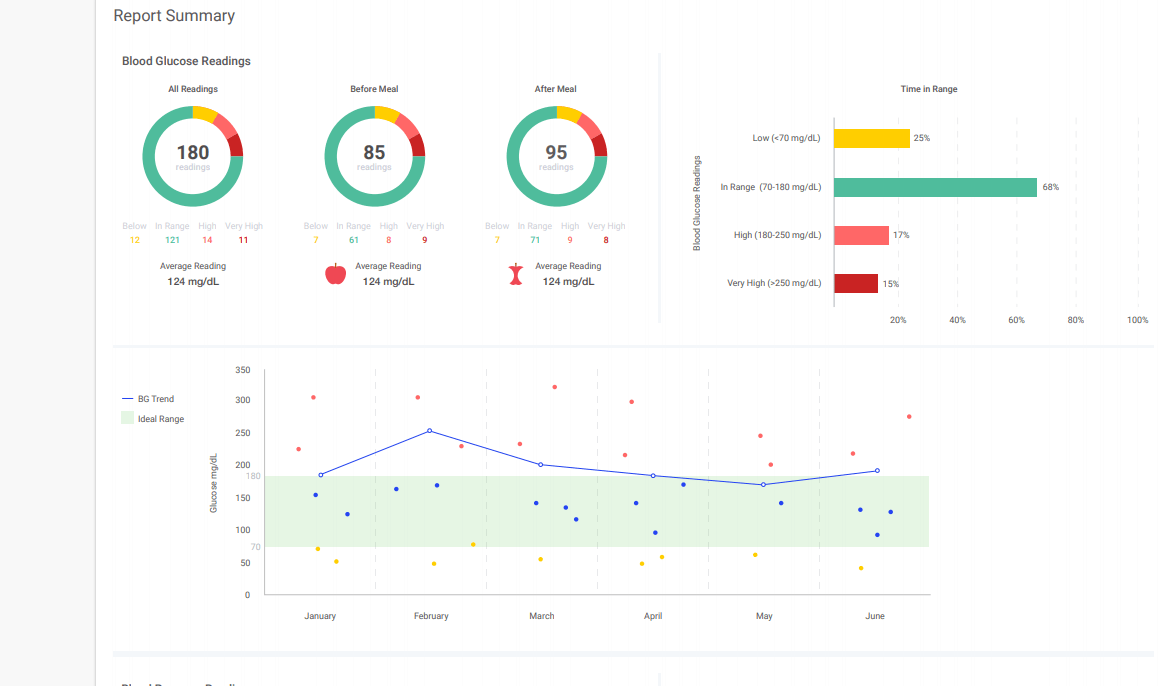 Report Summary
Blood Glucose Readings
All Readings
180
readings
Below In Range High Very High
12 121 14 11
Average Reading
124 mg/dL
Before Meal
85
readings
Below In Range High Very High
7 61 8 9
Average Reading
124 mg/dL
After Meal
95
readings
Below In Range High Very High
7 71 9 8
Average Reading
124 mg/dL
Time in Range
Blood Glucose Readings
Low (<70 mg/dL) 25%
In Range (70-180 mg/dL) 68%
High (180-250 mg/dL) 17%
Very High (>250 mg/dL) 15%
20% 40% 60% 80% 100%
BG Trend
Ideal Range
Glucose mg/dL
350
300
250
200
180
150
100
70
50
0
January February March April May June